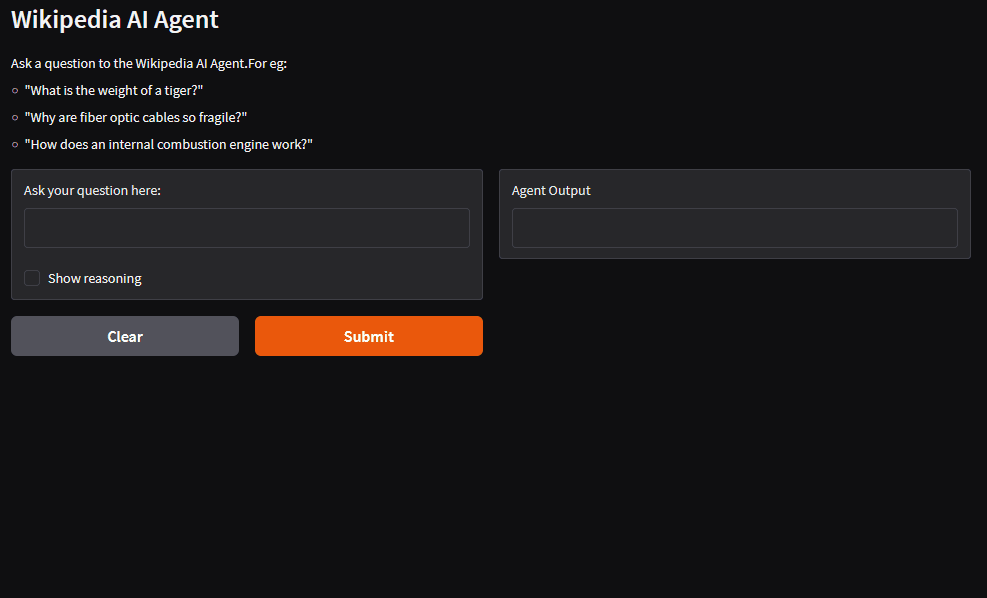 Wikipedia AI Agent
Ask a question to the Wikipedia AI Agent.For eg:
"What is the weight of a tiger?"
"Why are fiber optic cables so fragile?"
"How does an internal combustion engine work?"
Ask your question here:
Agent Output
Show reasoning
Clear
Submit